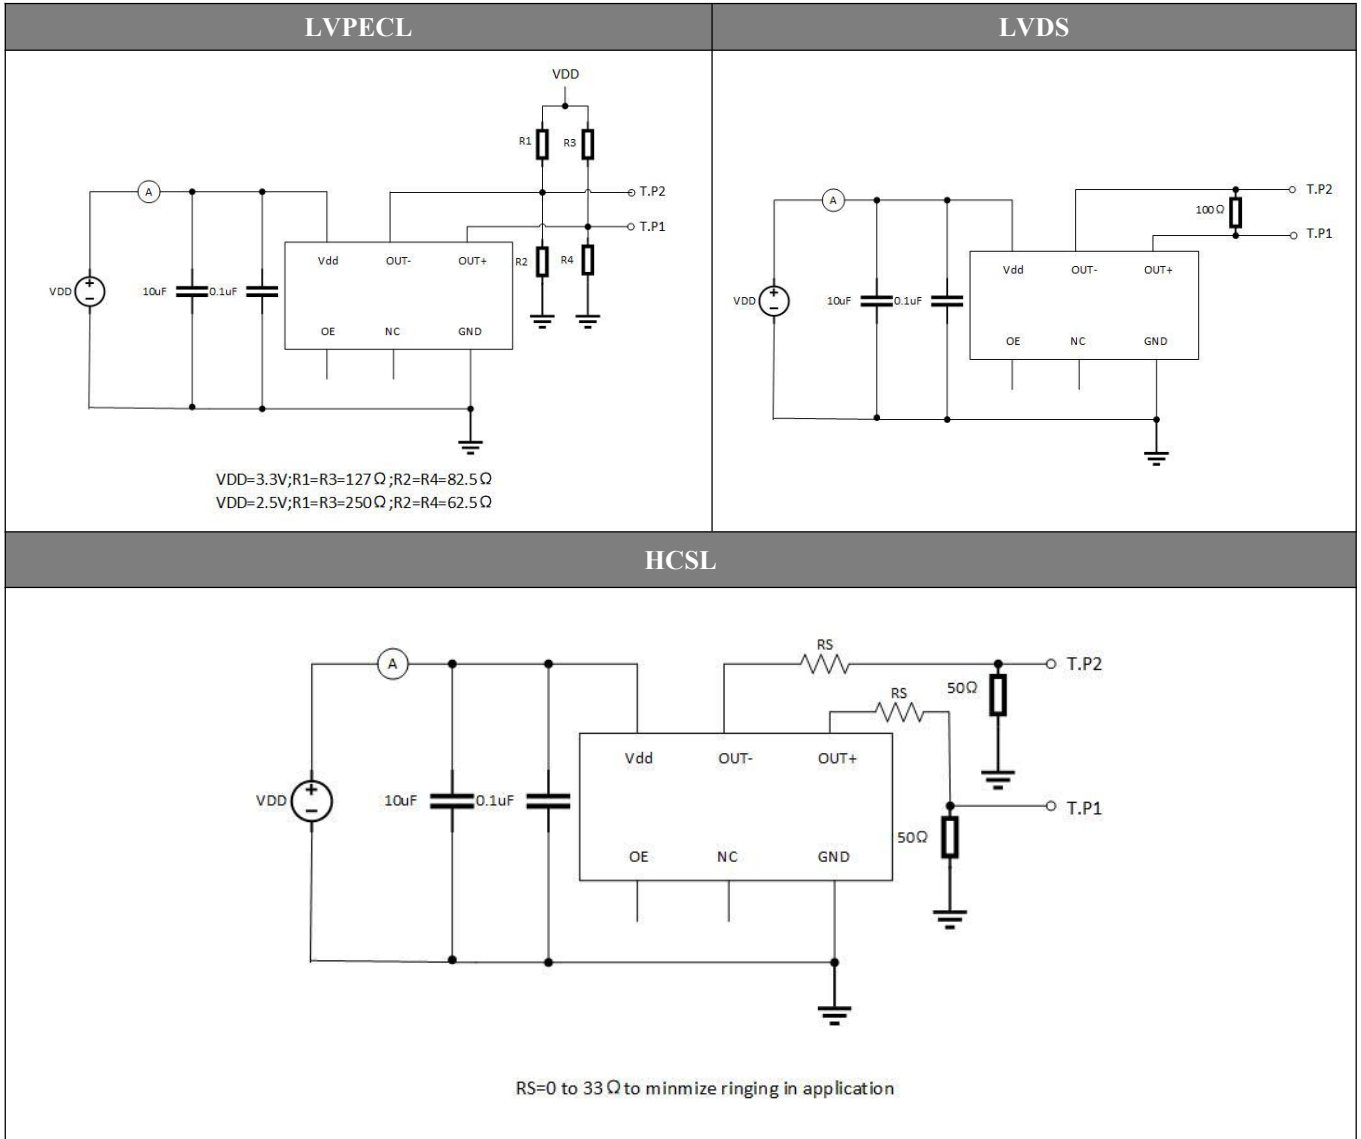 LVPECL
LVDS
VDD
R1
R3
A
T.P2
T.P1
Vdd
OUT-
OUT+
R2
R4
VDD
+
−
10uF
0.1uF
OE
NC
GND
VDD=3.3V;R1=R3=127Ω;R2=R4=82.5Ω
VDD=2.5V;R1=R3=250Ω;R2=R4=62.5Ω
A
T.P2
100Ω
T.P1
Vdd
OUT-
OUT+
VDD
+
−
10uF
0.1uF
OE
NC
GND
HCSL
RS
A
T.P2
50Ω
RS
Vdd
OUT-
OUT+
VDD
+
−
10uF
0.1uF
T.P1
50Ω
OE
NC
GND
RS=0 to 33Ω to minmize ringing in application